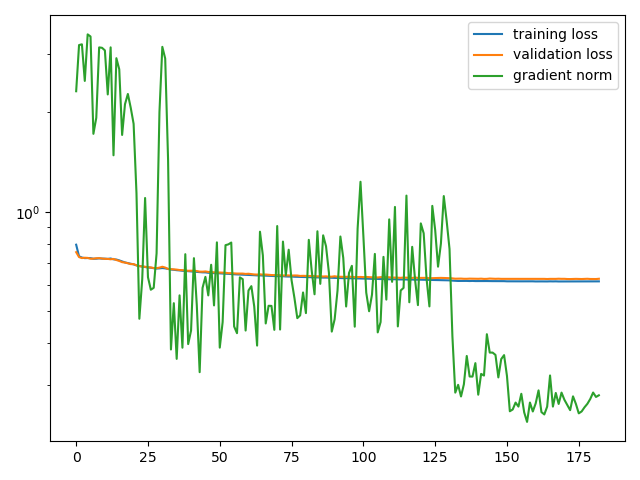 training loss
validation loss
gradient norm
10⁰
0 25 50 75 100 125 150 175